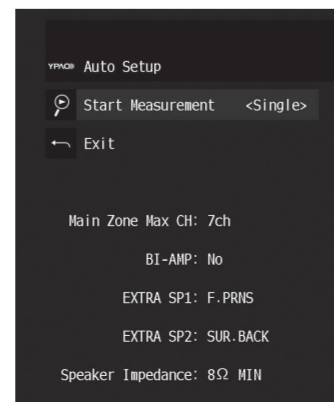 YPAO Auto Setup
Start Measurement <Single>
Exit
Main Zone Max CH: 7ch
BI-AMP: No
EXTRA SP1: F.PRNS
EXTRA SP2: SUR.BACK
Speaker Impedance: 8Ω MIN